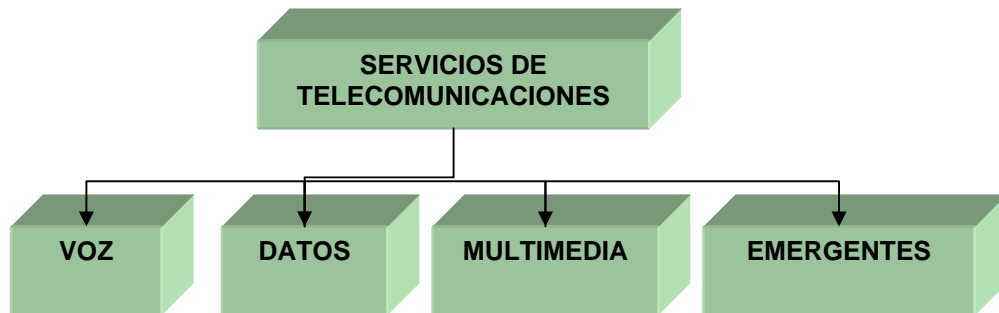 SERVICIOS DE
TELECOMUNICACIONES
VOZ
DATOS
MULTIMEDIA
EMERGENTES